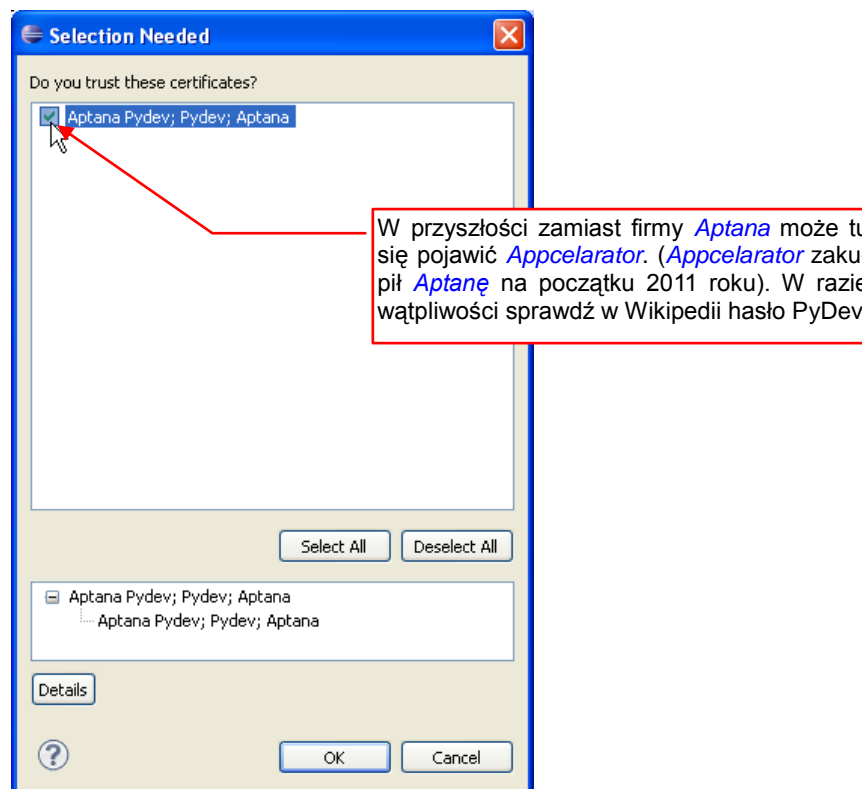 Selection Needed
Do you trust these certificates?
Aptana Pydev; Pydev; Aptana
W przyszłości zamiast firmy Aptana może tu
się pojawić Appcelarator. (Appcelarator zaku
pił Aptanę na początku 2011 roku). W razie
wątpliwości sprawdź w Wikipedii hasło PyDev
Select All Deselect All
Aptana Pydev; Pydev; Aptana
Aptana Pydev; Pydev; Aptana
Details
? OK Cancel